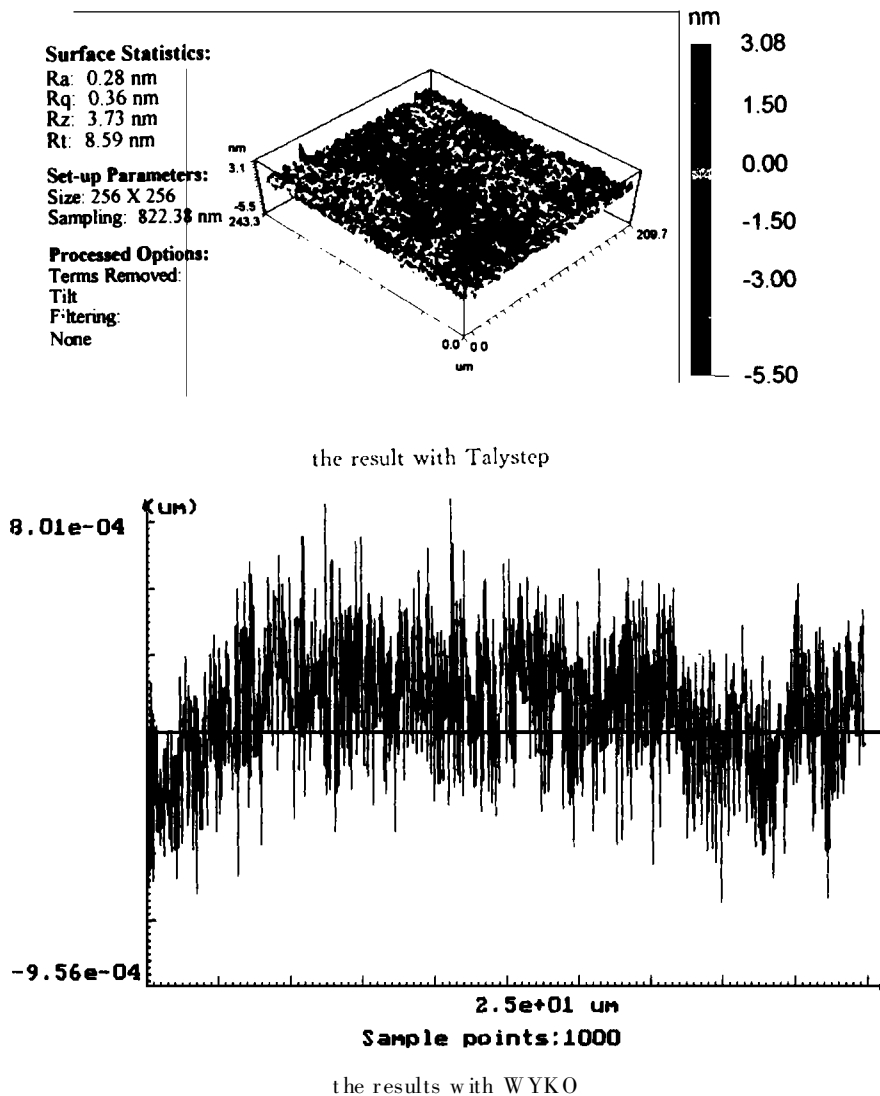 Surface Statistics:
Ra: 0.28 nm
Rq: 0.36 nm
Rz: 3.73 nm
Rt: 8.59 nm
Set-up Parameters:
Size: 256 X 256
Sampling: 822.38 nm
Processed Options:
Terms Removed:
Tilt
Filtering:
None
nm
3.1
-5.5
243.3
209.7
0.0 0.0
um
nm
3.08
1.50
0.00
-1.50
-3.00
-5.50
the result with Talystep
(um)
8.01e-04
-9.56e-04
2.5e+01 um
Sample points:1000
the results with WYKO